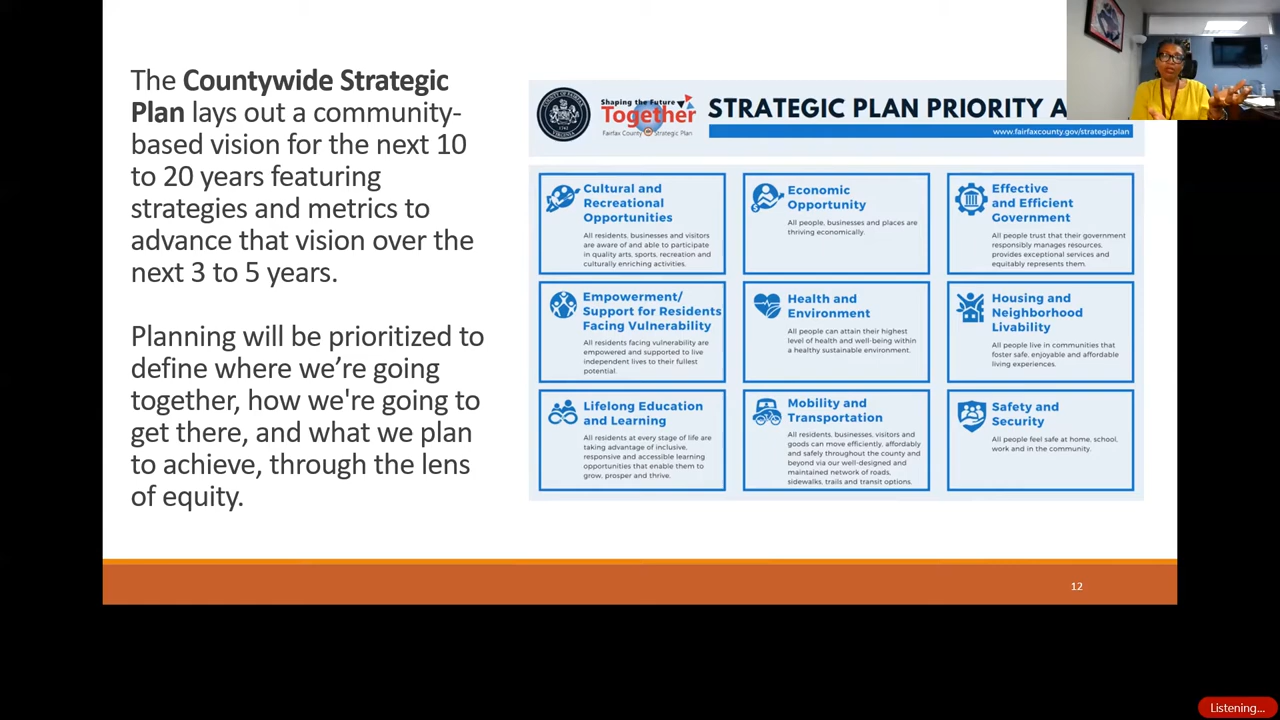 The Countywide Strategic
Plan lays out a community-
based vision for the next 10
to 20 years featuring
strategies and metrics to
advance that vision over the
next 3 to 5 years.
Planning will be prioritized to
define where we’re going
together, how we're going to
get there, and what we plan
to achieve, through the lens
of equity.
Shaping the Future
Together
Fairfax County Strategic Plan
STRATEGIC PLAN PRIORITY A
www.fairfaxcounty.gov/strategicplan
Cultural and
Recreational
Opportunities
All residents, businesses and visitors
are aware of and able to participate
in quality arts, sports, recreation and
culturally enriching activities.
Economic
Opportunity
All people, businesses and places are
thriving economically.
Effective
and Efficient
Government
All people trust that their government
responsibly manages resources,
provides exceptional services and
equitably represents them.
Empowerment/
Support for Residents
Facing Vulnerability
All residents facing vulnerability are
empowered and supported to live
independent lives to their fullest
potential.
Health and
Environment
All people can attain their highest
level of health and well-being within
a healthy sustainable environment.
Housing and
Neighborhood
Livability
All people live in communities that
foster safe, enjoyable and affordable
living experiences.
Lifelong Education
and Learning
All residents at every stage of life are
taking advantage of inclusive,
responsive and accessible learning
opportunities that enable them to
grow, prosper and thrive.
Mobility and
Transportation
All residents, businesses, visitors and
goods can move efficiently, affordably
and safely throughout the county and
beyond via our well-designed and
maintained network of roads,
sidewalks, trails and transit options.
Safety and
Security
All people feel safe at home, school,
work and in the community.
12
Listening...